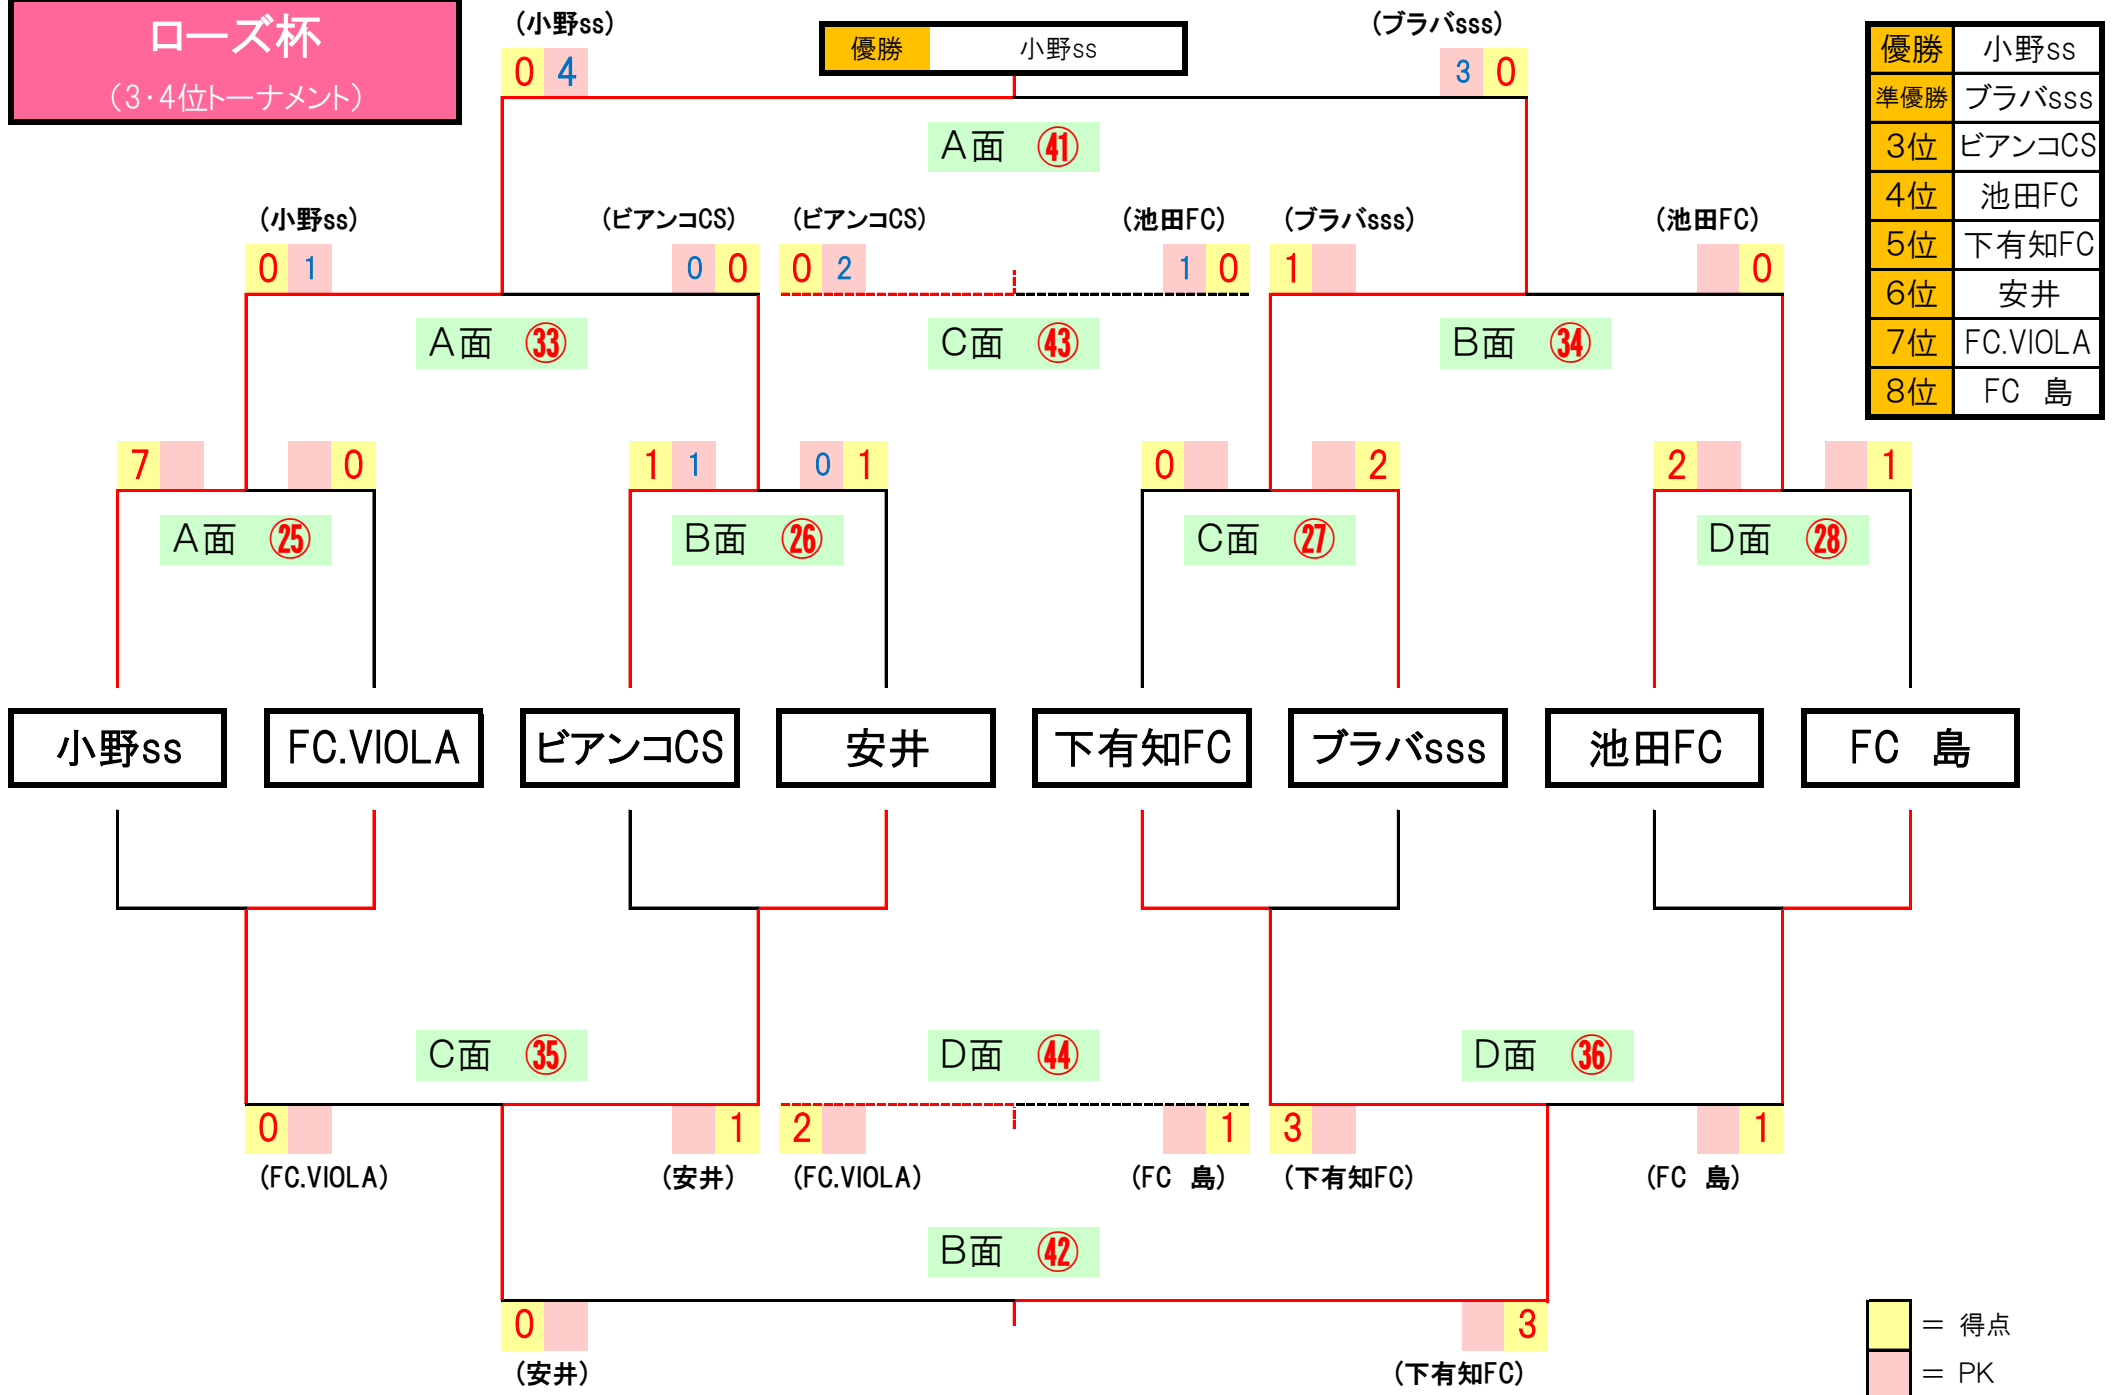 ローズ杯
（3・4位トーナメント）
優勝 小野ss
(小野ss) (ブラバsss)
0 4 3 0
A面 ㊶
優勝 小野ss
準優勝 ブラバsss
3位 ビアンコCS
4位 池田FC
5位 下有知FC
6位 安井
7位 FC.VIOLA
8位 FC 島
(小野ss) (ビアンコCS) (ビアンコCS) (池田FC) (ブラバsss) (池田FC)
0 1 0 0 0 2 1 0 1 0
A面 ㉝ C面 ㊸ B面 ㉞
7 0 1 1 0 1 0 2 2 1
A面 ㉕ B面 ㉖ C面 ㉗ D面 ㉘
小野ss FC.VIOLA ビアンコCS 安井 下有知FC ブラバsss 池田FC FC 島
C面 ㉟ D面 ㊹ D面 ㊱
0 1 2 1 3 1
(FC.VIOLA) (安井) (FC.VIOLA) (FC 島) (下有知FC) (FC 島)
B面 ㊷
0 3
(安井) (下有知FC)
＝ 得点
＝ PK